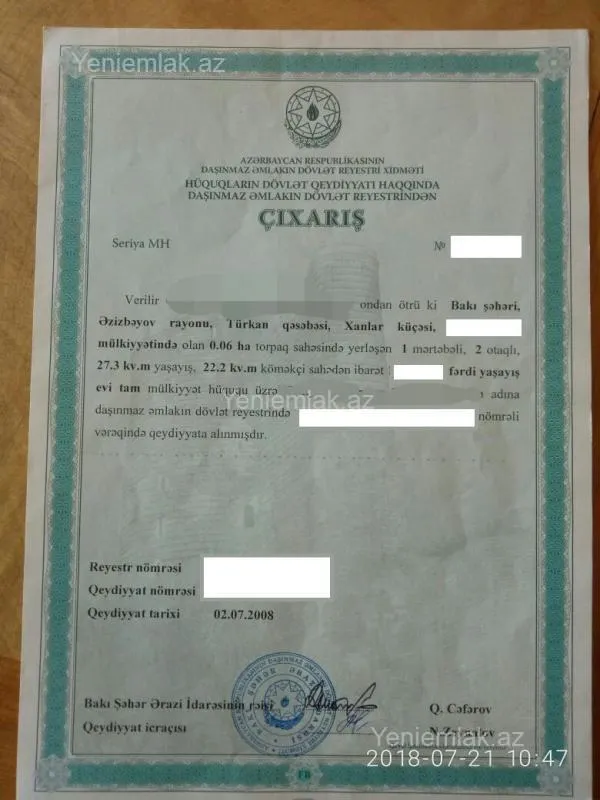 Yeniemlak.az
AZƏRBAYCAN RESPUBLİKASININ
DAŞINMAZ ƏMLAKIN DÖVLƏT REYESTRİ XİDMƏTİ
HÜQUQLARIN DÖVLƏT QEYDİYYATI HAQQINDA
DAŞINMAZ ƏMLAKIN DÖVLƏT REYESTRİNDƏN
ÇIXARIŞ
Seriya MH №
Verilir ondan ötrü ki Bakı şəhəri,
Əzizbəyov rayonu, Türkan qəsəbəsi, Xanlar küçəsi,
mülkiyyətində olan 0.06 ha torpaq sahəsində yerləşən 1 mərtəbəli, 2 otaqlı,
27.3 kv.m yaşayış, 22.2 kv.m köməkçi sahədən ibarət fərdi yaşayış
evi tam mülkiyyət hüququ üzrə adına
Yeniemlak.az
daşınmaz əmlakın dövlət reyestrində nömrəli
vərəqində qeydiyyata alınmışdır.
Reyestr nömrəsi
Qeydiyyat nömrəsi
Qeydiyyat tarixi 02.07.2008
Bakı Şəhər Ərazi İdarəsinin rəisi Q. Cəfərov
Qeydiyyat icraçısı
Yeniemlak.az
2018-07-21 10:47